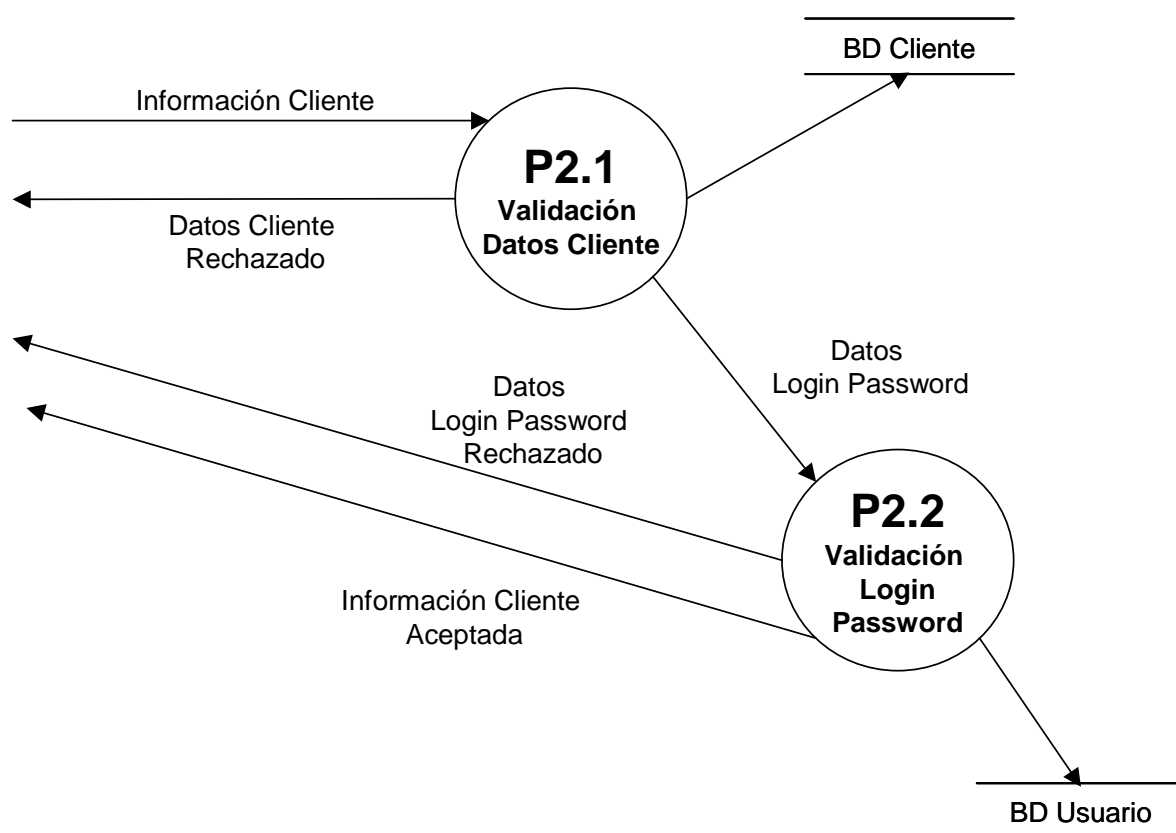 BD Cliente
Información Cliente
P2.1
Validación
Datos Cliente
Datos Cliente
Rechazado
Datos
Login Password
Datos
Login Password
Rechazado
P2.2
Validación
Login
Password
Información Cliente
Aceptada
BD Usuario